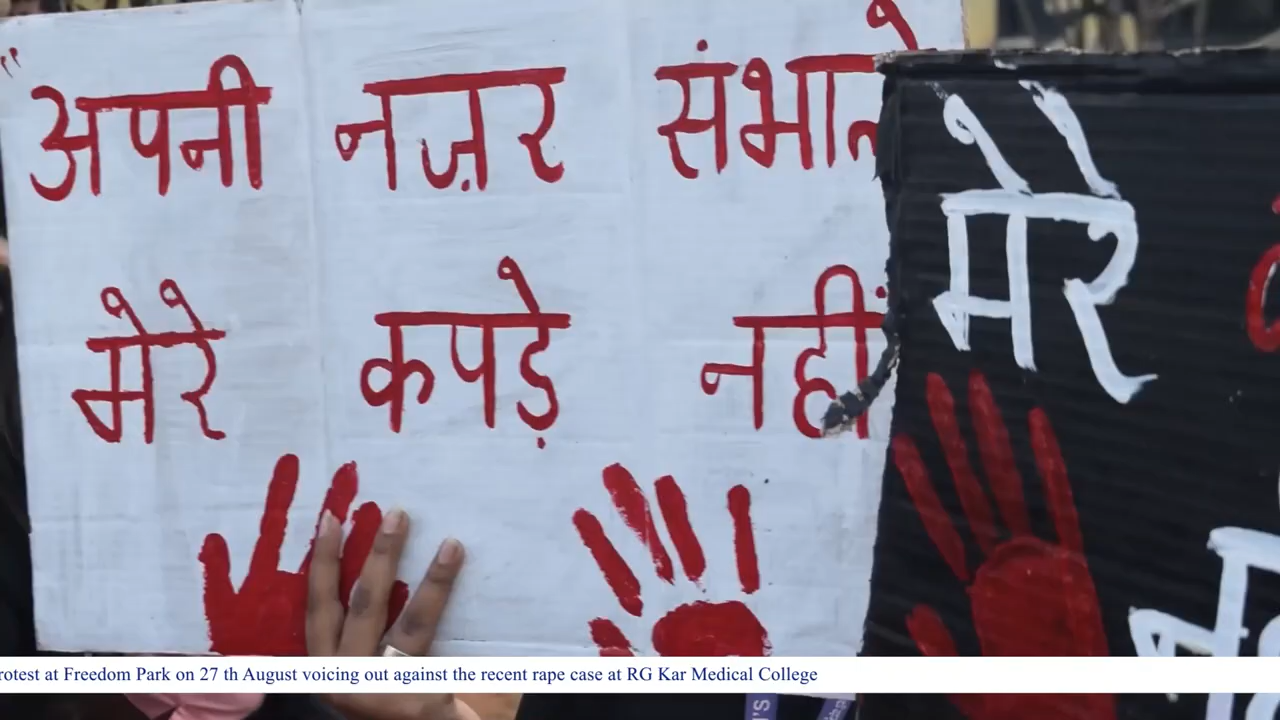 " अपनी नज़र संभालें
मेरे कपड़े नहीं
मेरे
rotest at Freedom Park on 27 th August voicing out against the recent rape case at RG Kar Medical College